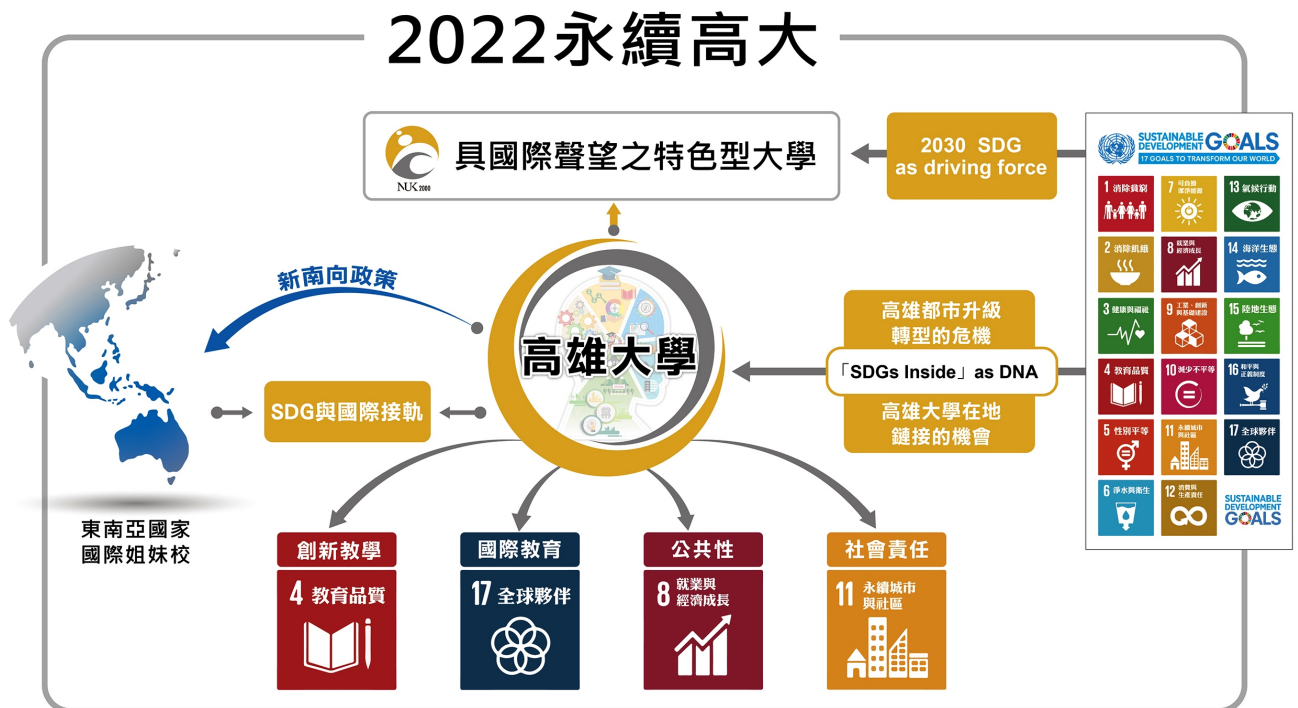 2022永續高大
NUK 2000
具國際聲望之特色型大學
2030 SDG
as driving force
SUSTAINABLE
DEVELOPMENT
GOALS
17 GOALS TO TRANSFORM OUR WORLD
1 消除貧窮
7 可負擔
潔淨能源
13 氣候行動
2 消除飢餓
8 就業與
經濟成長
14 海洋生態
3 健康與福祉
9 工業、創新
與基礎建設
15 陸地生態
4 教育品質
10 減少不平等
16 和平與
正義制度
5 性別平等
11 永續城市
與社區
17 全球夥伴
6 淨水與衛生
12 消費與
生產責任
SUSTAINABLE
DEVELOPMENT
GOALS
新南向政策
高雄大學
高雄都市升級
轉型的危機
「SDGs Inside」as DNA
高雄大學在地
鏈接的機會
SDG與國際接軌
東南亞國家
國際姐妹校
創新教學
4 教育品質
國際教育
17 全球夥伴
公共性
8 就業與
經濟成長
社會責任
11 永續城市
與社區